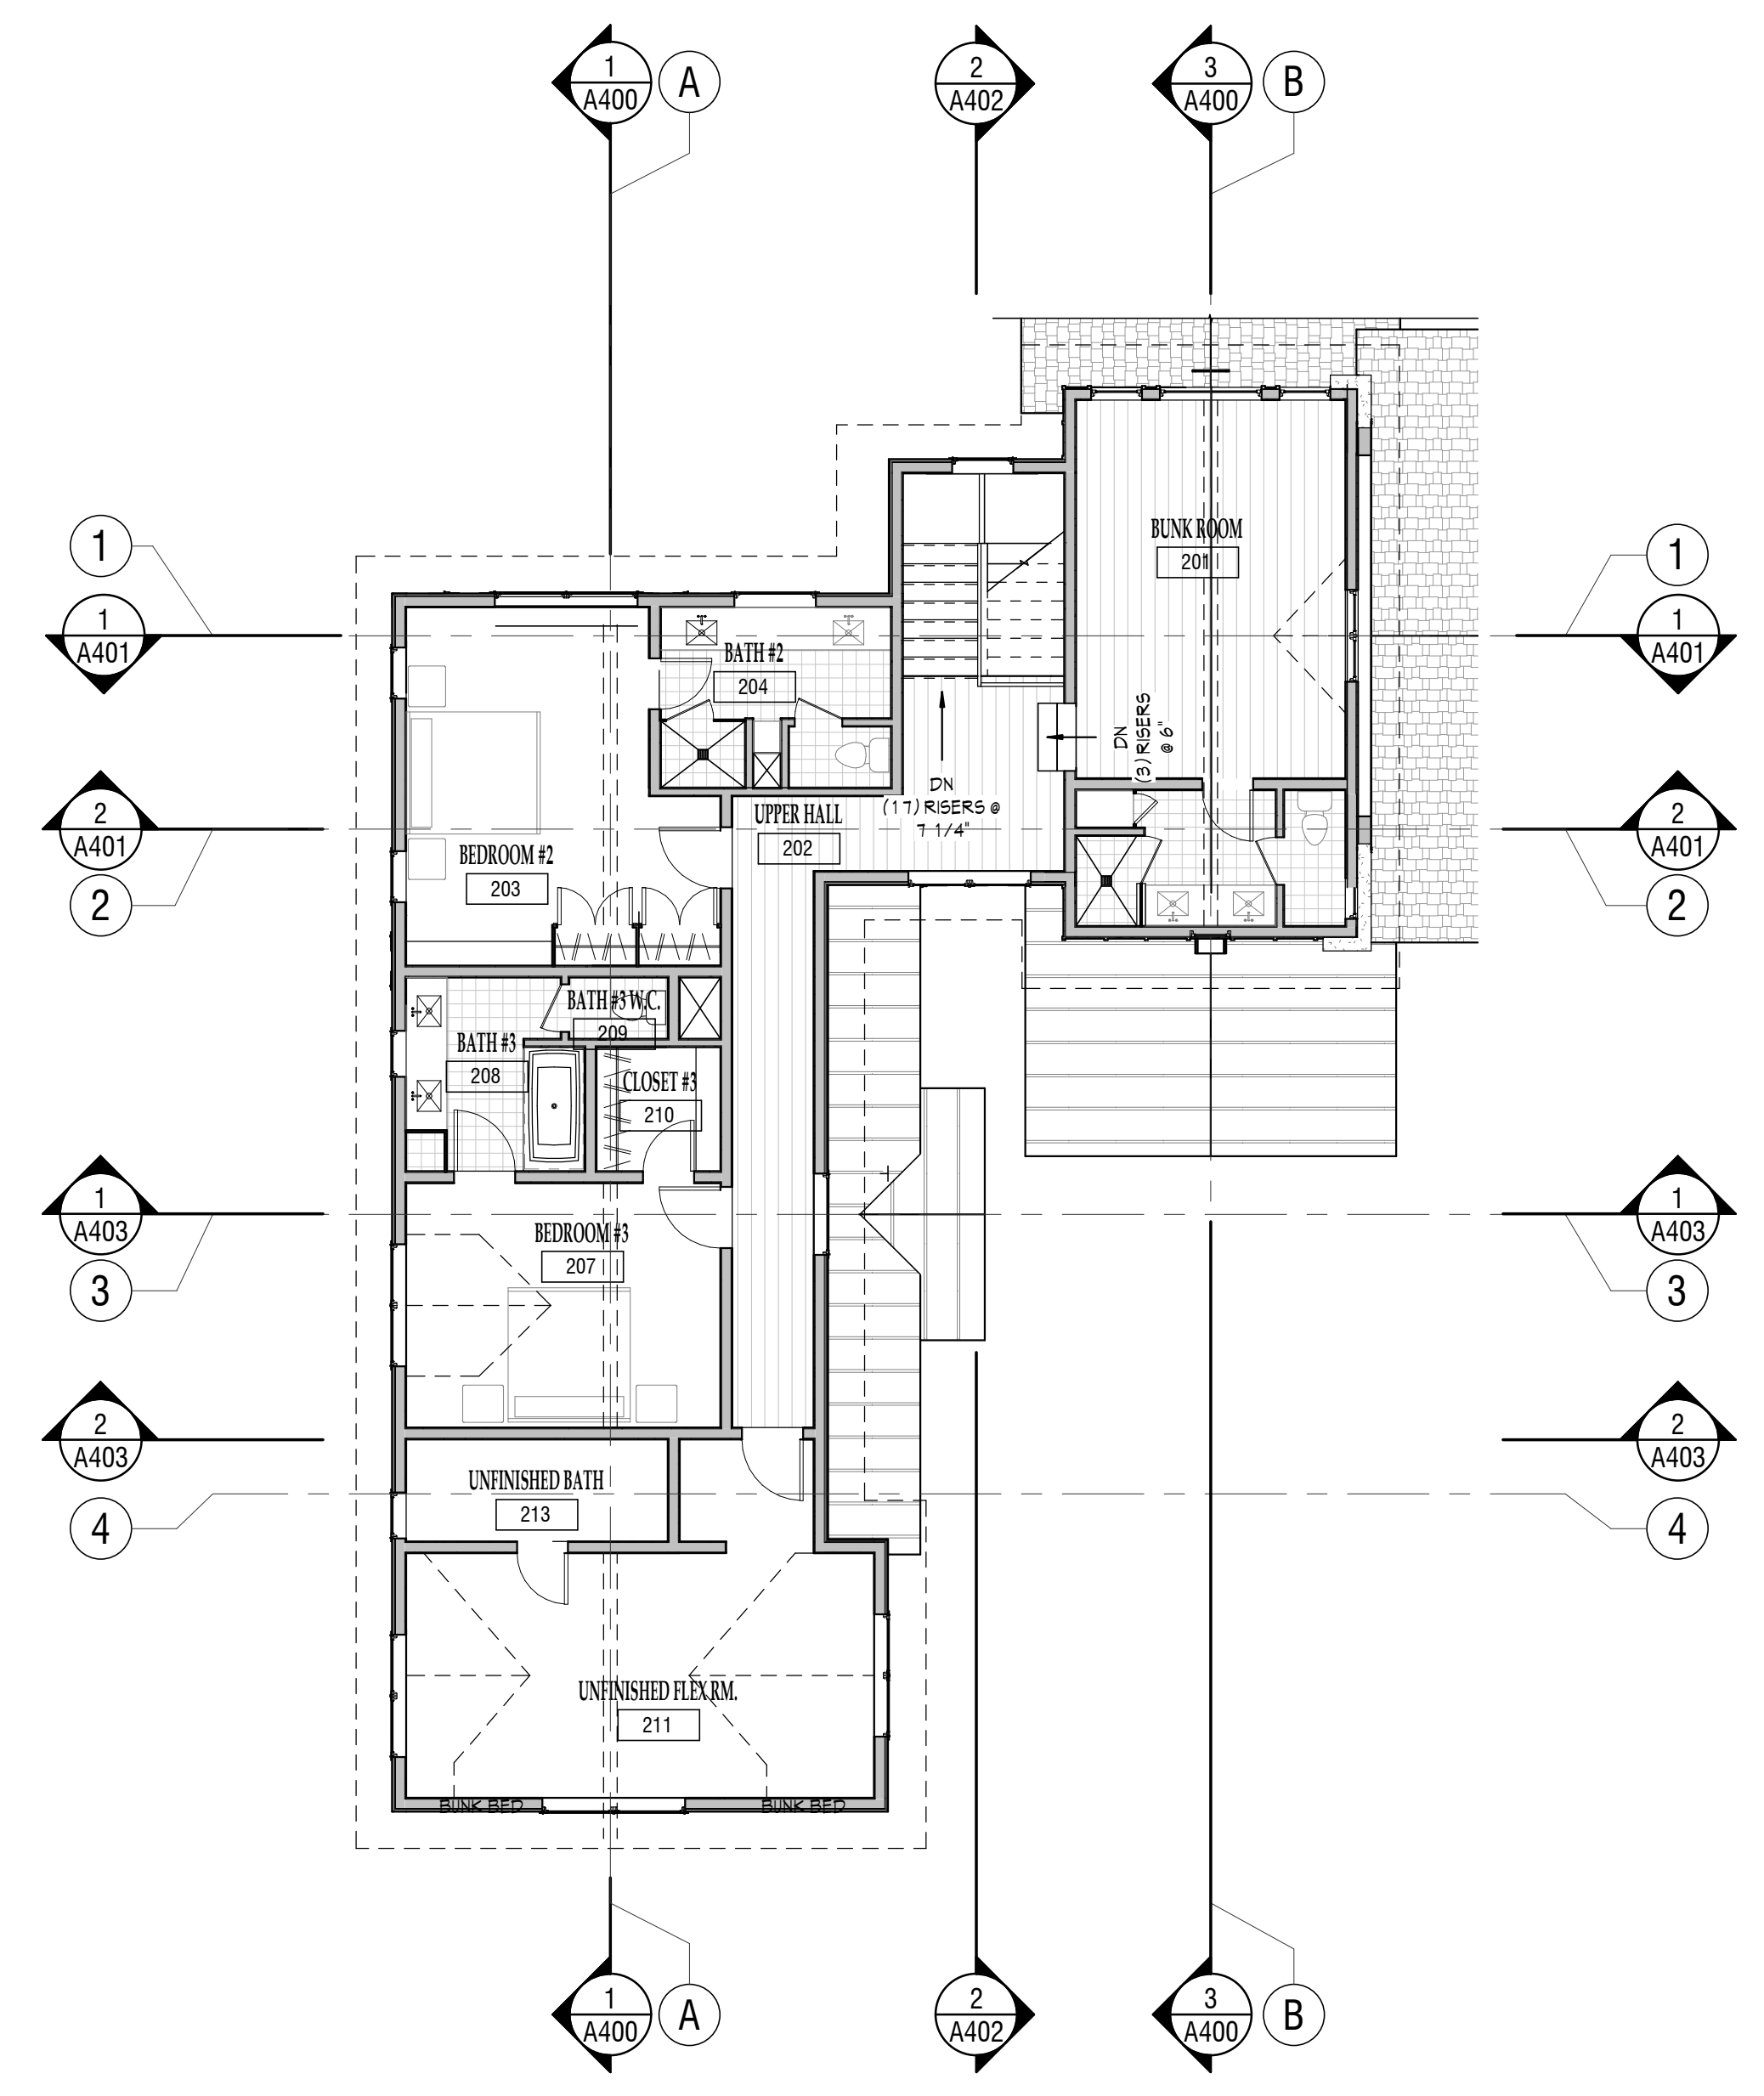 1
A400
A
2
A402
3
A400
B
1
1
A401
2
A401
2
1
A403
3
2
A403
4
1
1
A401
2
A401
2
1
A403
3
2
A403
4
BUNK ROOM
201
BATH #2
204
DN
(3) RISERS
@ 6"
DN
(17) RISERS @
7 1/4"
UPPER HALL
202
BEDROOM #2
203
BATH #3 W.C.
209
BATH #3
208
CLOSET #3
210
BEDROOM #3
207
UNFINISHED BATH
213
UNFINISHED FLEX RM.
211
BUNK BED
BUNK BED
1
A400
A
2
A402
3
A400
B